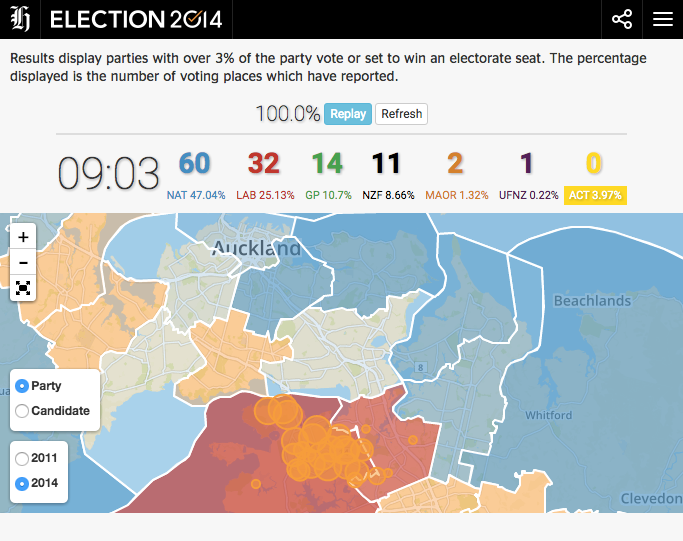 ELECTION 2014
Results display parties with over 3% of the party vote or set to win an electorate seat. The percentage
displayed is the number of voting places which have reported.
100.0% Replay Refresh
09:03
60 32 14 11 2 1 0
NAT 47.04% LAB 25.13% GP 10.7% NZF 8.66% MAOR 1.32% UFNZ 0.22% ACT 3.97%
+
−
Auckland
Beachlands
8
Party
Candidate
Whitford
2011
2014
Clevedon